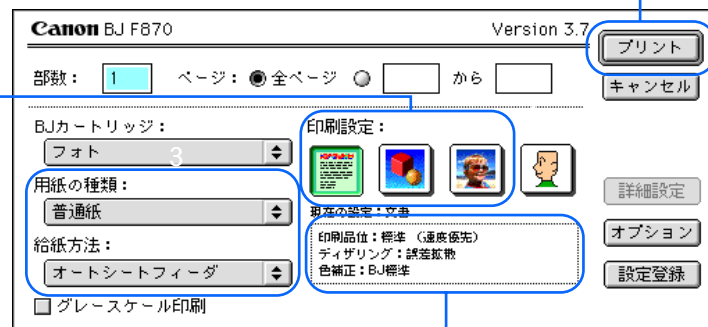 Canon BJ F870 Version 3.7
プリント
部数： 1 ページ： 全ページ から
キャンセル
BJカートリッジ：
フォト 3
印刷設定：
用紙の種類：
普通紙
詳細設定
現在の設定：文書
給紙方法：
オートシートフィーダ
印刷品位：標準 （速度優先）
ディザリング：誤差拡散
色補正：BJ標準
オプション
設定登録
グレースケール印刷